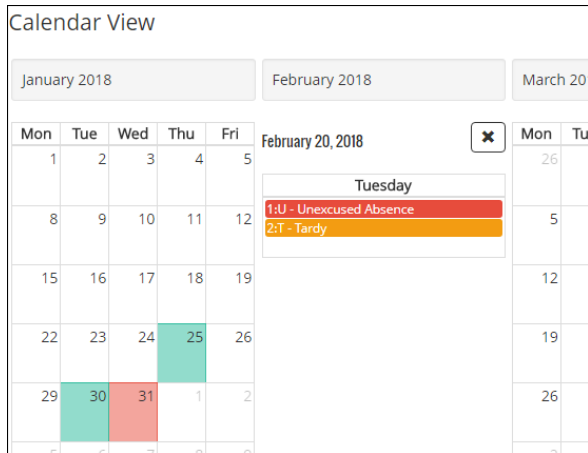 Calendar View
January 2018
February 2018
March 20
Mon Tue Wed Thu Fri
1 2 3 4 5
8 9 10 11 12
15 16 17 18 19
22 23 24 25 26
29 30 31 1 2
February 20, 2018 ✖
Tuesday
1:U - Unexcused Absence
2:T - Tardy
Mon Tu
26
5
12
19
26